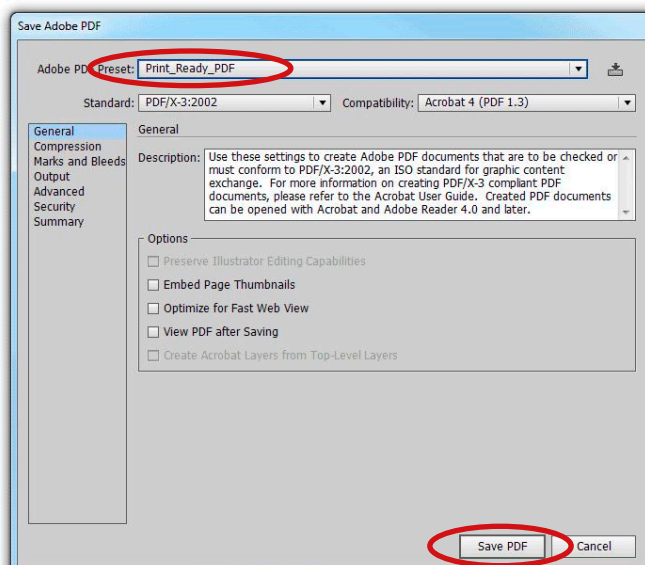 Save Adobe PDF
Adobe PDF Preset: Print_Ready_PDF
Standard: PDF/X-3:2002 Compatibility: Acrobat 4 (PDF 1.3)
General
Compression
Marks and Bleeds
Output
Advanced
Security
Summary
General
Description: Use these settings to create Adobe PDF documents that are to be checked or
must conform to PDF/X-3:2002, an ISO standard for graphic content
exchange. For more information on creating PDF/X-3 compliant PDF
documents, please refer to the Acrobat User Guide. Created PDF documents
can be opened with Acrobat and Adobe Reader 4.0 and later.
Options
Preserve Illustrator Editing Capabilities
Embed Page Thumbnails
Optimize for Fast Web View
View PDF after Saving
Create Acrobat Layers from Top-Level Layers
Save PDF Cancel